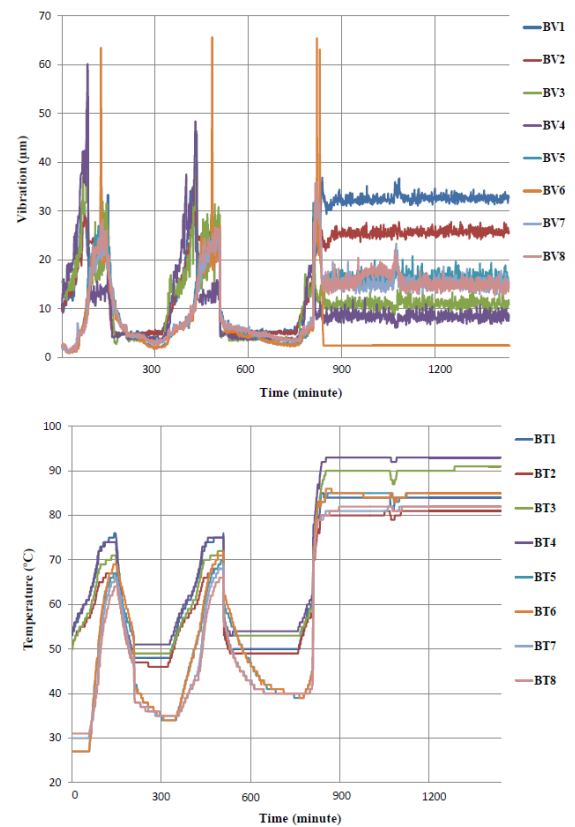 70
60
50
40
30
20
10
0
300
600
900
1200
Vibration (µm)
Time (minute)
BV1
BV2
BV3
BV4
BV5
BV6
BV7
BV8
100
90
80
70
60
50
40
30
20
0
300
600
900
1200
Temperature (°C)
Time (minute)
BT1
BT2
BT3
BT4
BT5
BT6
BT7
BT8